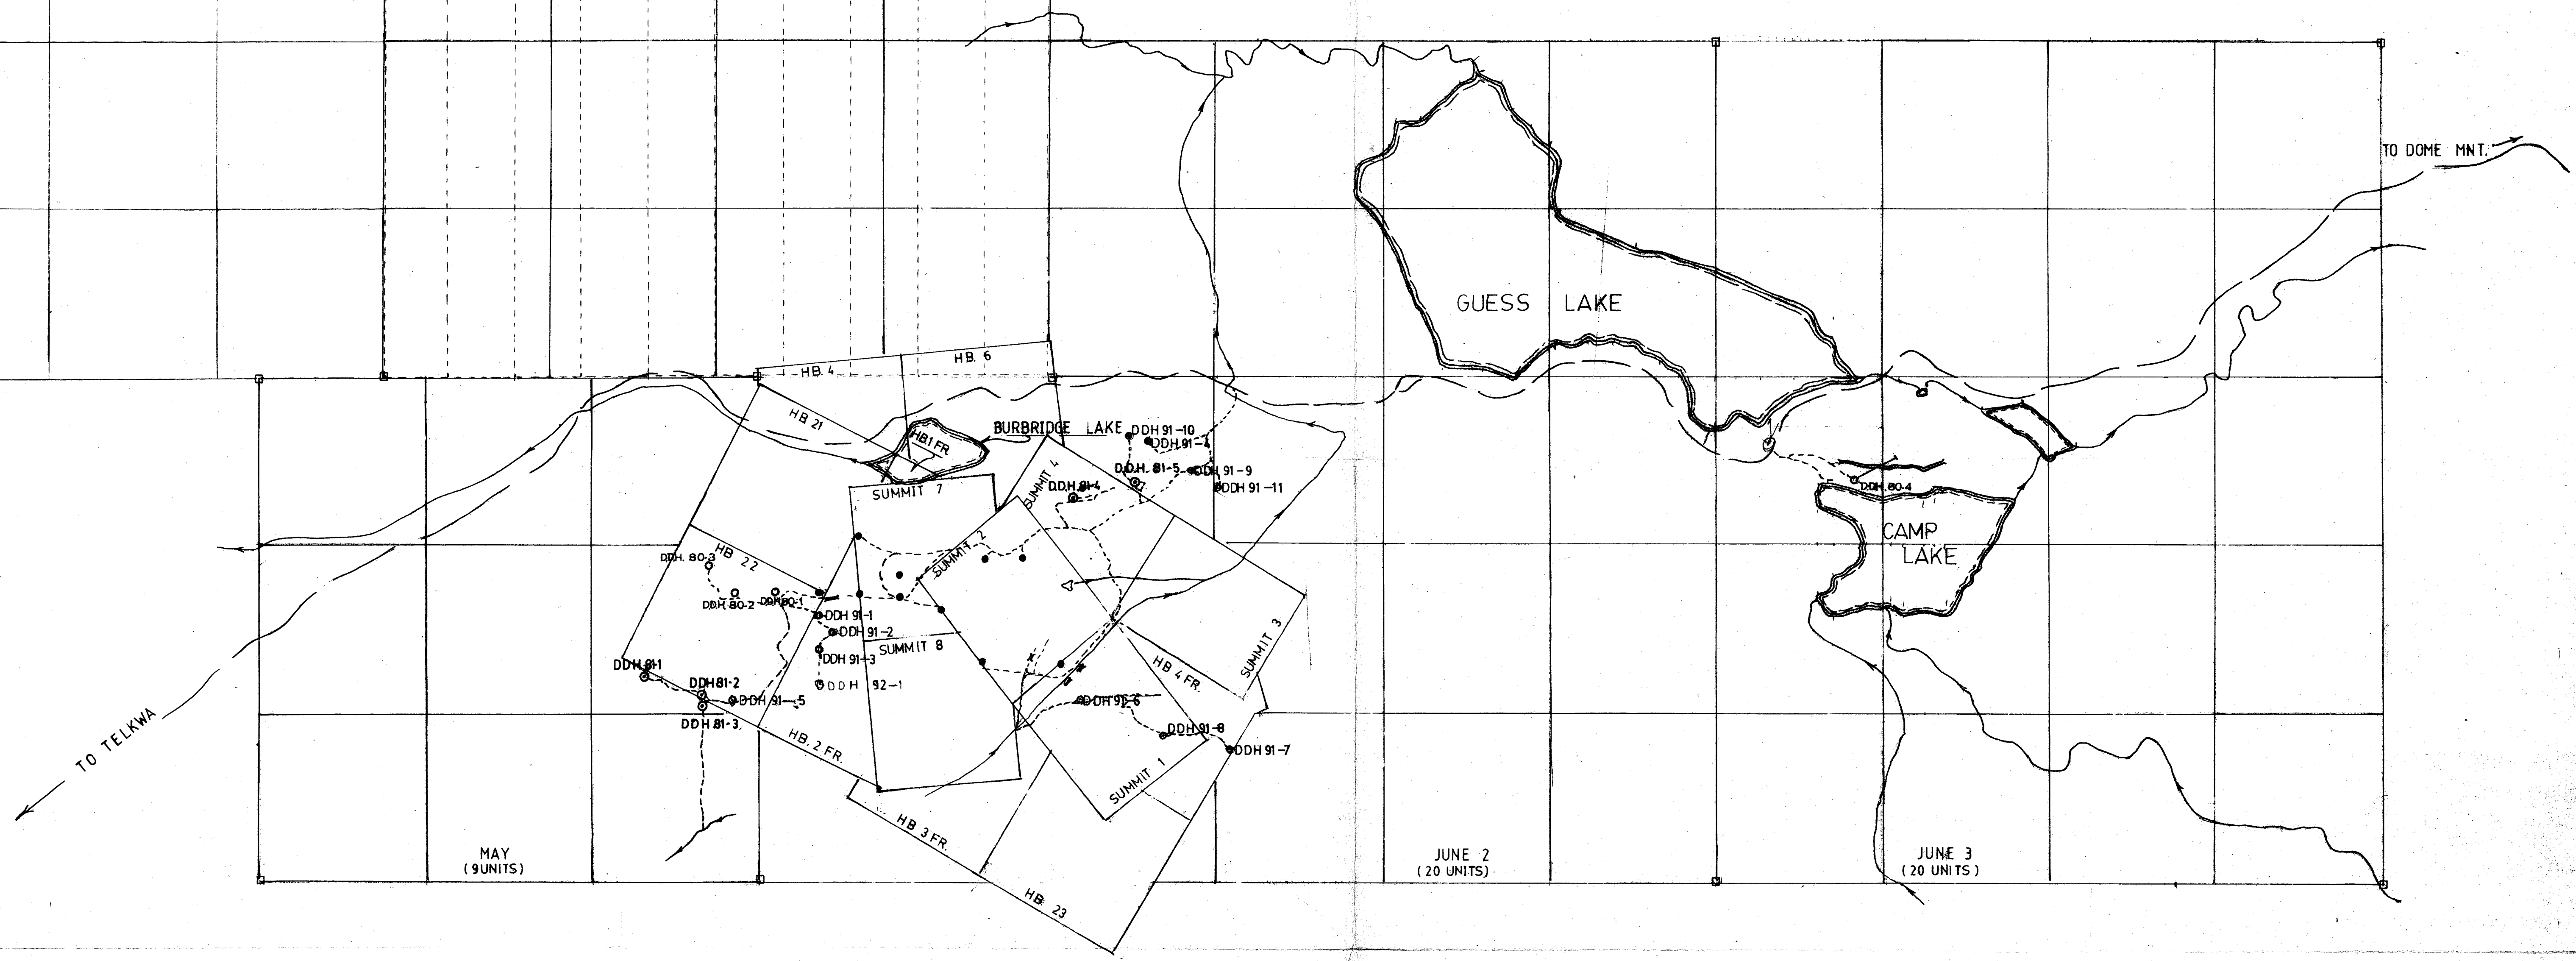 TO DOME MNT.
GUESS LAKE
HB. 6
HB. 4
HB 21
BURBRIDGE LAKE
DDH 91-10
HB.1 FR.
DDH 91-4
DDH. 81-5
DDH 91-9
SUMMIT 4
DDH 81-4
DDH 91-11
SUMMIT 7
DDH. 80-4
CAMP
LAKE
SUMMIT 2
HB 22
DDH. 80-3
DDH 80-2
DDH 80-1
DDH 91-1
DDH 91-2
SUMMIT 8
DDH 91-3
SUMMIT 3
DDH 81-1
HB 4 FR.
DDH 81-2
DDH 92-1
DDH 91-5
DDH 81-3
DDH 91-8
DDH 91-7
HB. 2 FR.
TO TELKWA
SUMMIT 1
HB 3 FR.
HB. 23
MAY
(9UNITS)
JUNE 2
(20 UNITS)
JUNE 3
(20 UNITS)